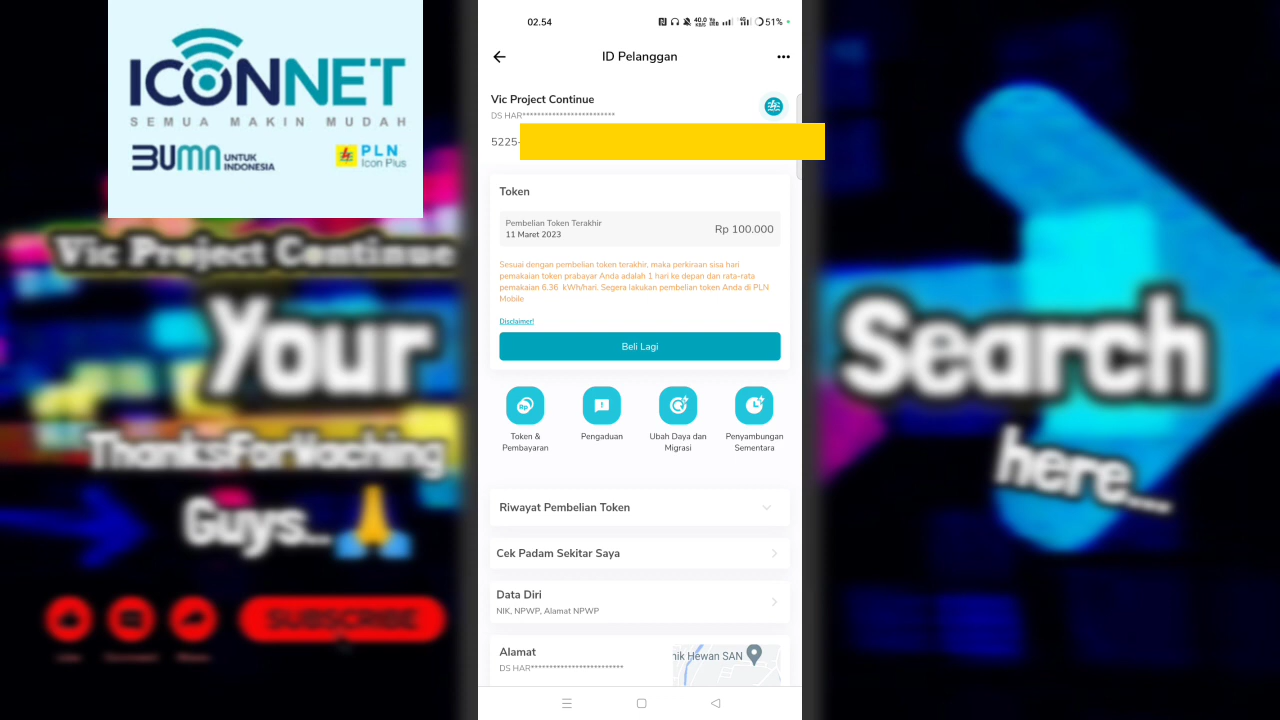 ICONNET
SEMUA MAKIN MUDAH
BUMN UNTUK INDONESIA
PLN
Icon Plus
Vic Project Continue
Your
ThanksForWaching
Guys...
SUBSCRIBE
02.54
40.0 KB/S
51%
ID Pelanggan
Vic Project Continue
DS HAR*************************
5225-
Token
Pembelian Token Terakhir
11 Maret 2023
Rp 100.000
Sesuai dengan pembelian token terakhir, maka perkiraan sisa hari
pemakaian token prabayar Anda adalah 1 hari ke depan dan rata-rata
pemakaian 6.36 kWh/hari. Segera lakukan pembelian token Anda di PLN
Mobile
Disclaimer!
Beli Lagi
Token &
Pembayaran
Pengaduan
Ubah Daya dan
Migrasi
Penyambungan
Sementara
Riwayat Pembelian Token
Cek Padam Sekitar Saya
Data Diri
NIK, NPWP, Alamat NPWP
Alamat
DS HAR*************************
nik Hewan SAN
Search
here...